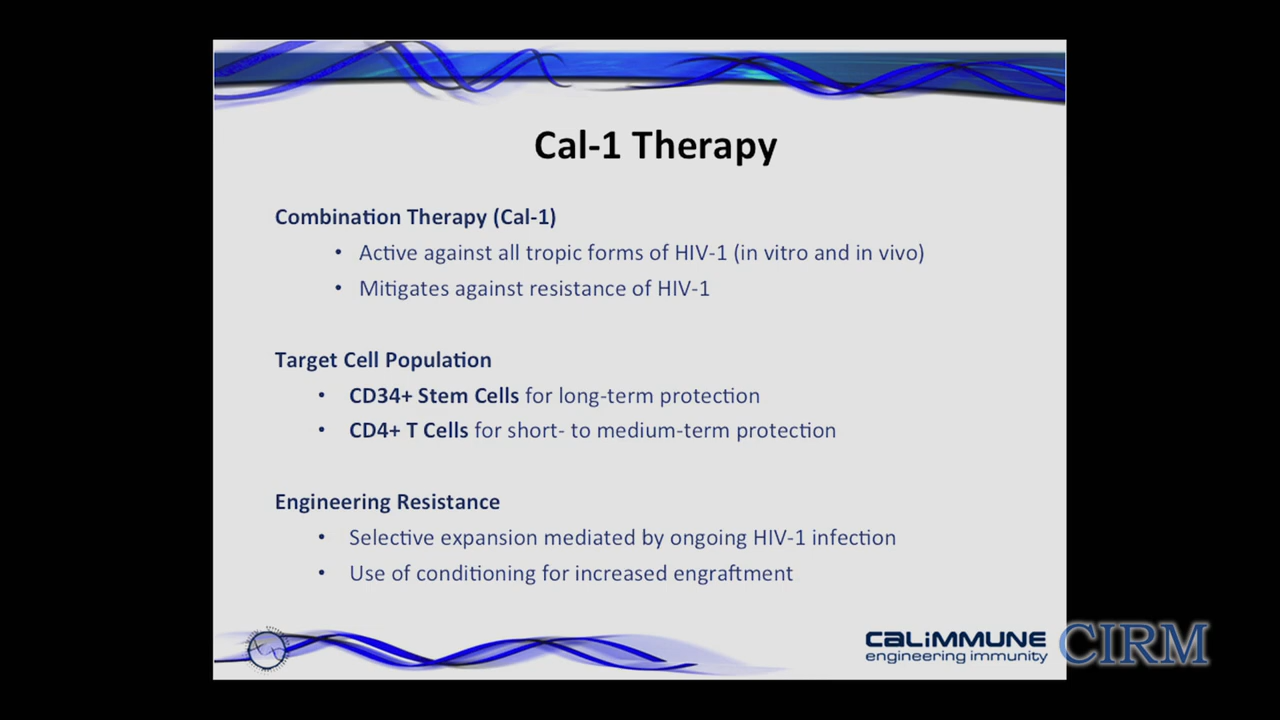 Cal-1 Therapy
Combination Therapy (Cal-1)
• Active against all tropic forms of HIV-1 (in vitro and in vivo)
• Mitigates against resistance of HIV-1
Target Cell Population
• CD34+ Stem Cells for long-term protection
• CD4+ T Cells for short- to medium-term protection
Engineering Resistance
• Selective expansion mediated by ongoing HIV-1 infection
• Use of conditioning for increased engraftment
CALiMMUNE
engineering immunity
CIRM